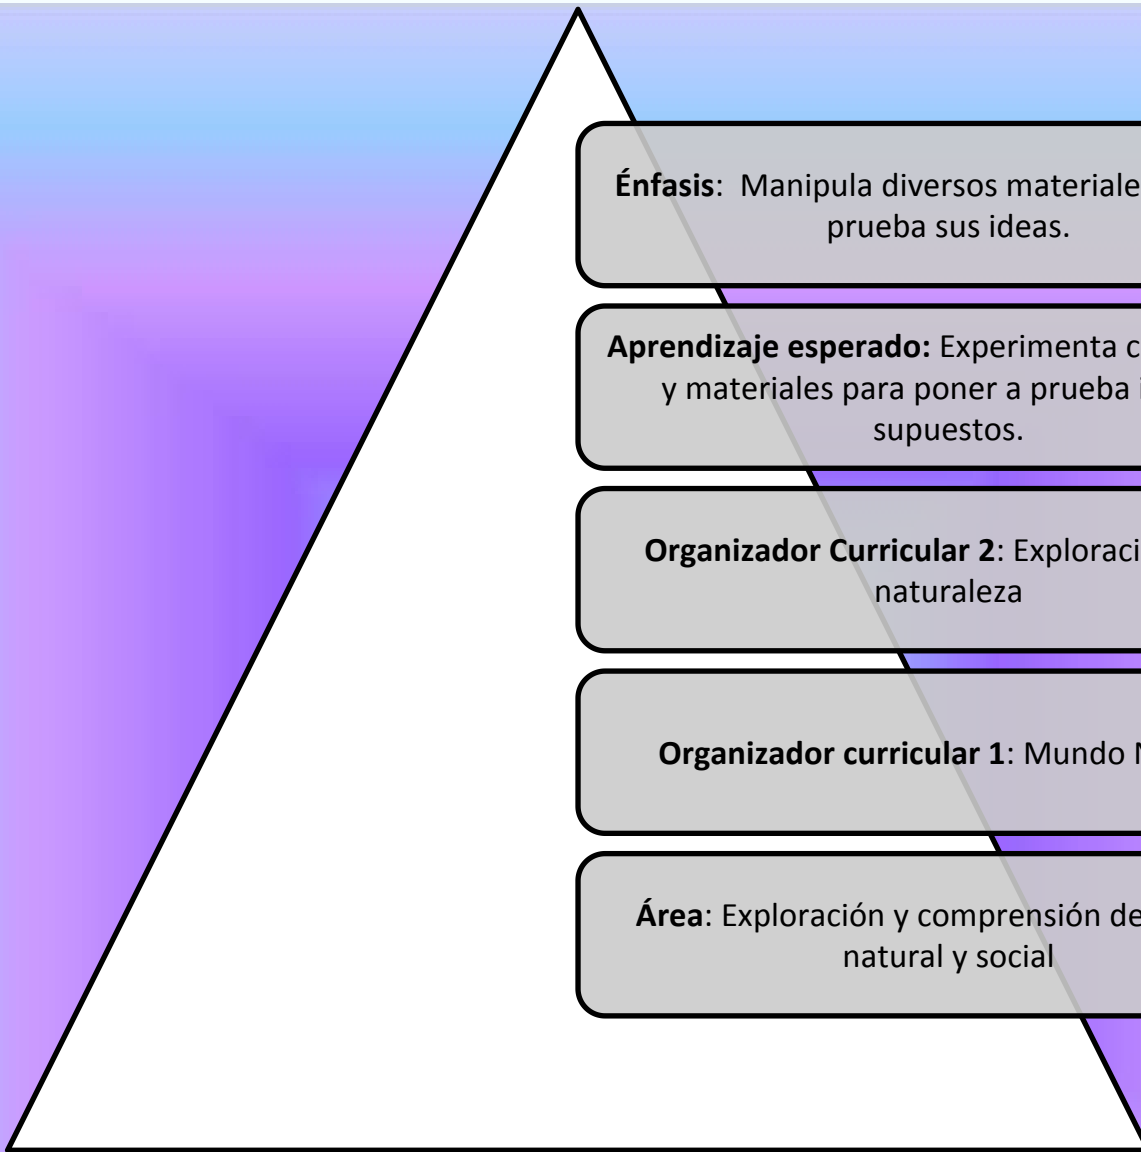 Énfasis: Manipula diversos materiale
prueba sus ideas.
Aprendizaje esperado: Experimenta c
y materiales para poner a prueba i
supuestos.
Organizador Curricular 2: Exploraci
naturaleza
Organizador curricular 1: Mundo N
Área: Exploración y comprensión de
natural y social